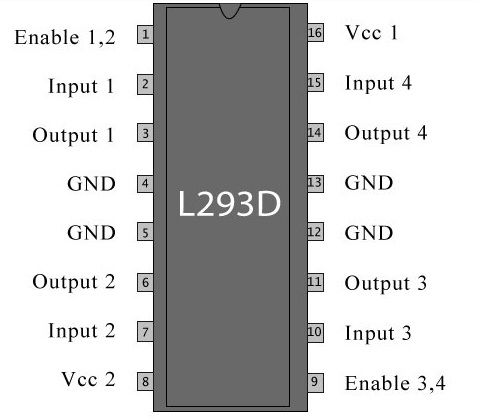 Enable 1,2 1 16 Vcc 1
Input 1 2 15 Input 4
Output 1 3 14 Output 4
GND 4 13 GND
L293D
GND 5 12 GND
Output 2 6 11 Output 3
Input 2 7 10 Input 3
Vcc 2 8 9 Enable 3,4